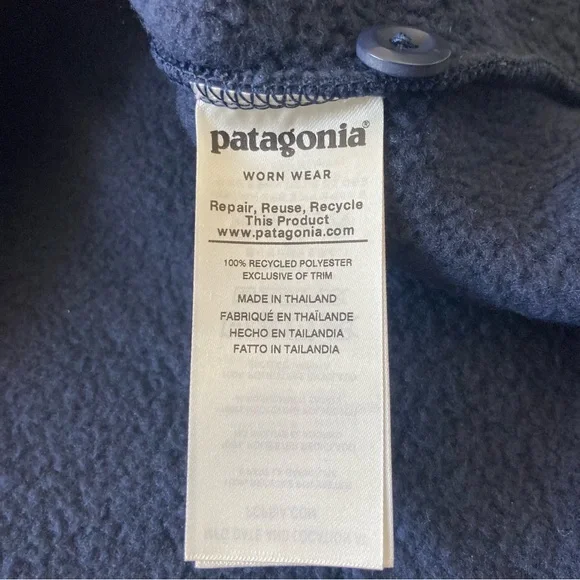 patagonia®
WORN WEAR
Repair, Reuse, Recycle
This Product
www.patagonia.com
100% RECYCLED POLYESTER
EXCLUSIVE OF TRIM
MADE IN THAILAND
FABRIQUÉ EN THAÏLANDE
HECHO EN TAILANDIA
FATTO IN TAILANDIA